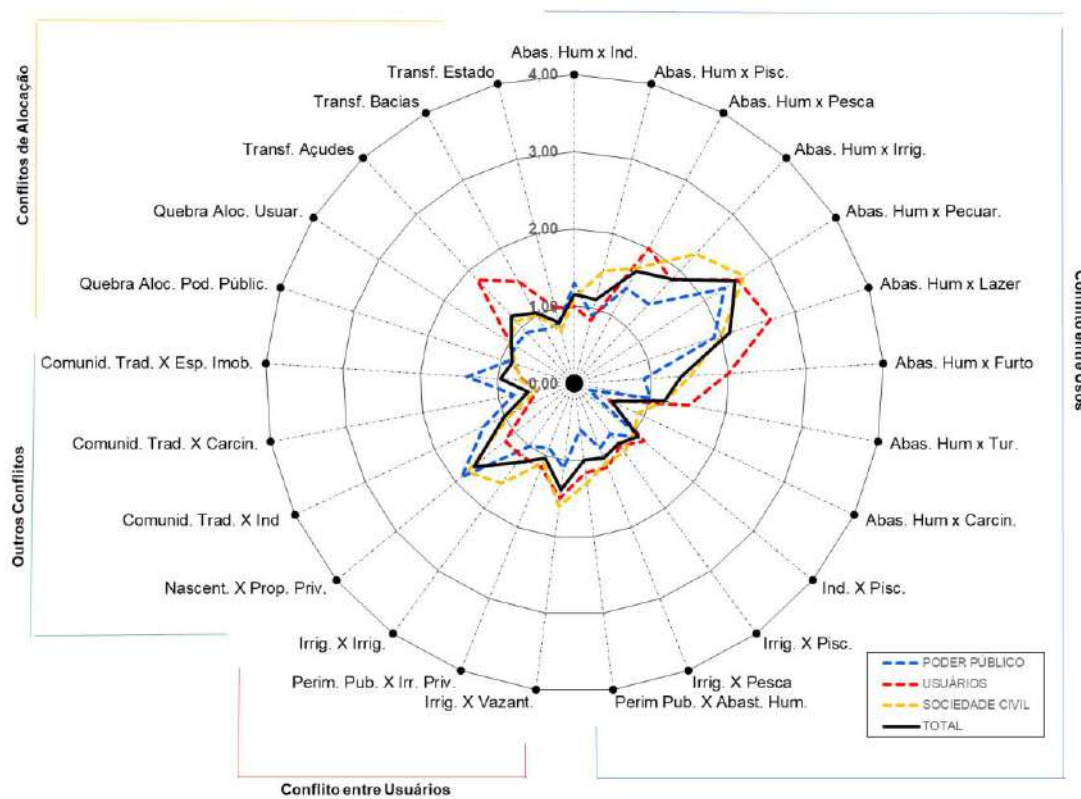 Abas. Hum x Ind.
Abas. Hum x Pisc.
Abas. Hum x Pesca
Abas. Hum x Irrig.
Abas. Hum x Pecuar.
Abas. Hum x Lazer
Abas. Hum x Furto
Abas. Hum x Tur.
Abas. Hum x Carcin.
Ind. X Pisc.
Irrig. X Pisc.
Irrig. X Pesca
Perim Pub. X Abast. Hum.
Irrig. X Vazant.
Perim. Pub. X Irr. Priv.
Irrig. X Irrig.
Nascent. X Prop. Priv.
Comunid. Trad. X Ind
Comunid. Trad. X Carcin.
Comunid. Trad. X Esp. Imob.
Quebra Aloc. Pod. Públic.
Quebra Aloc. Usuar.
Transf. Açudes
Transf. Bacias
Transf. Estado
4,00
3,00
2,00
1,00
0,00
Conflitos de Alocação
Outros Conflitos
Conflito entre Usuários
Conflito entre Usos
PODER PÚBLICO
USUÁRIOS
SOCIEDADE CIVIL
TOTAL